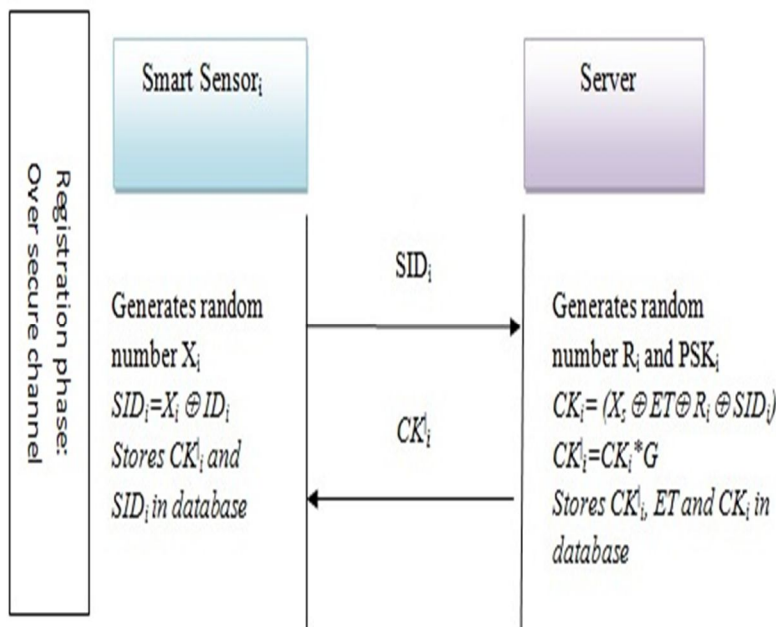 Registration phase:
Over secure channel
Smart Sensorᵢ
Server
SIDᵢ
CK|ᵢ
Generates random
number Xᵢ
SIDᵢ=Xᵢ ⊕ IDᵢ
Stores CK|ᵢ and
SIDᵢ in database
Generates random
number Rᵢ and PSKᵢ
CKᵢ= (Xₛ ⊕ET⊕ Rᵢ ⊕SIDᵢ)
CK|ᵢ=CKᵢ*G
Stores CK|ᵢ, ET and CKᵢ in
database